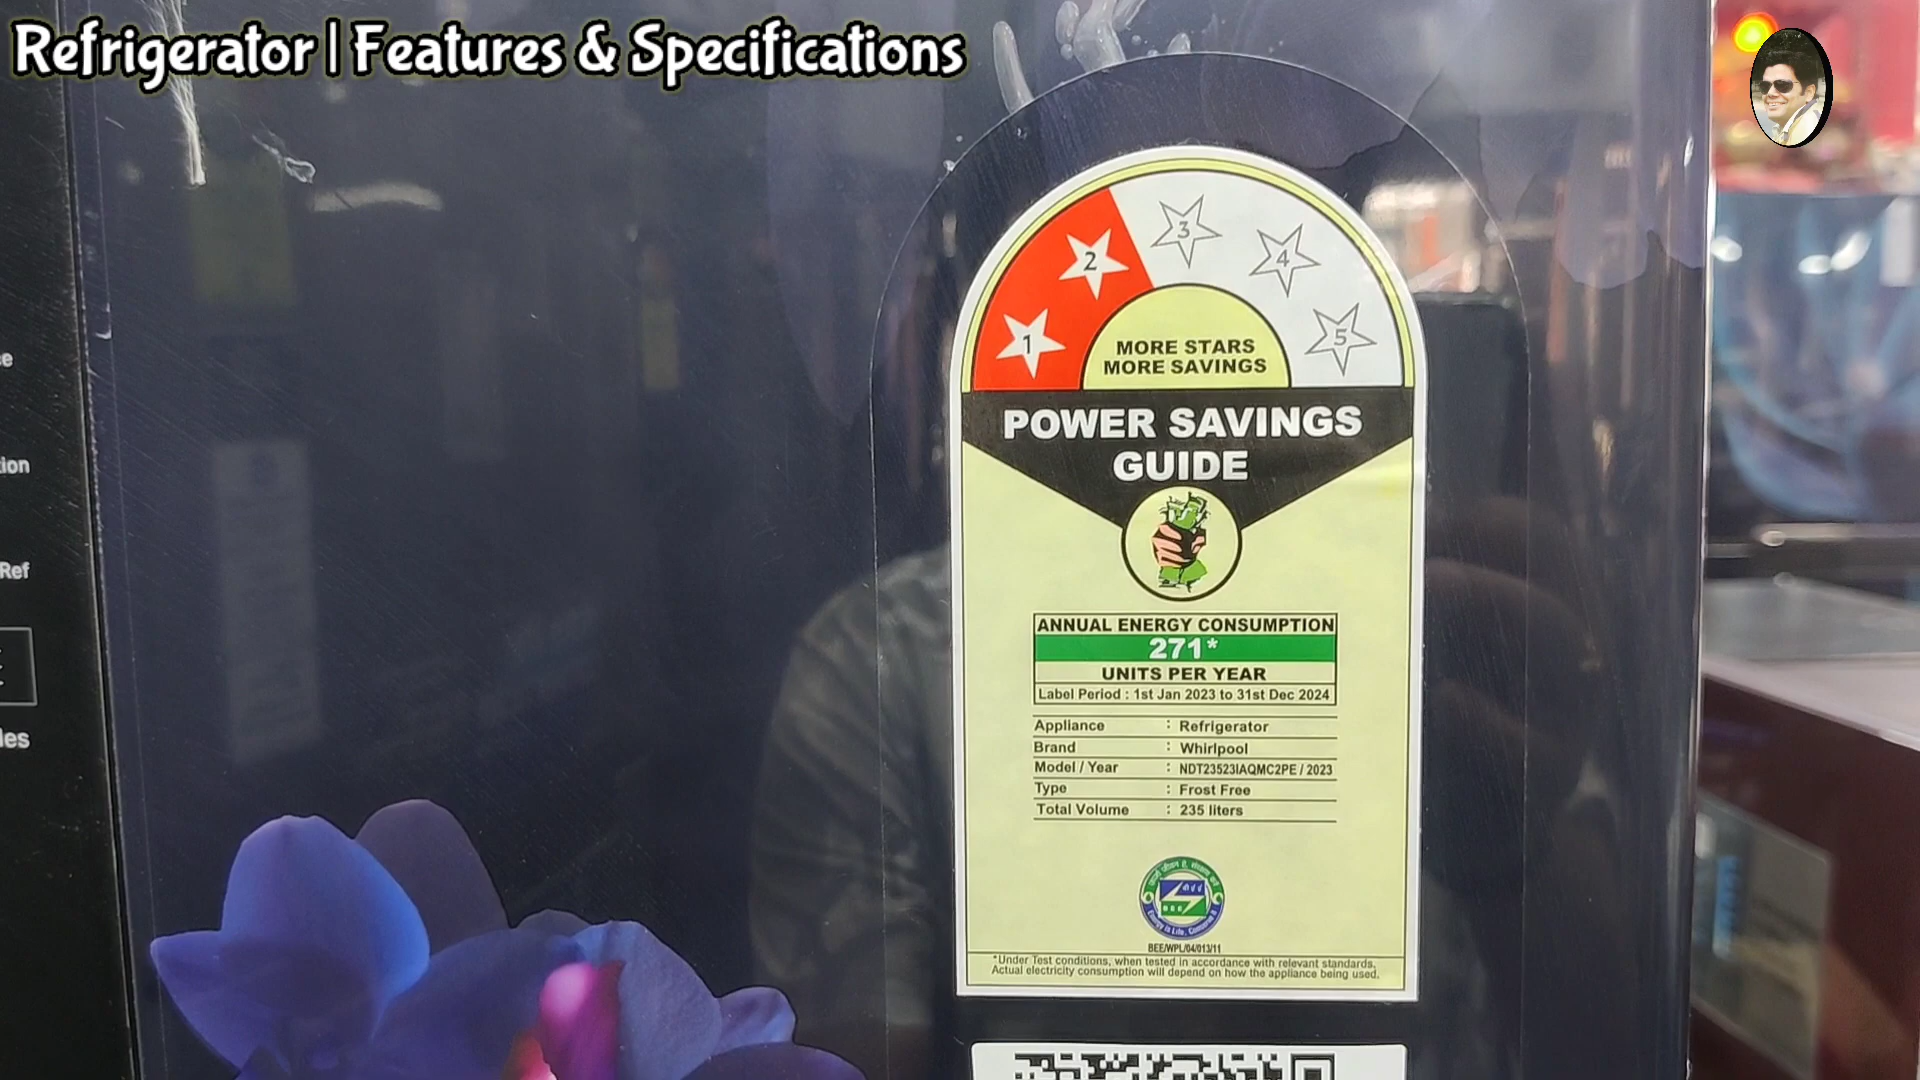 Refrigerator | Features & Specifications
1
2
3
4
5
MORE STARS
MORE SAVINGS
POWER SAVINGS
GUIDE
ANNUAL ENERGY CONSUMPTION
271*
UNITS PER YEAR
Label Period : 1st Jan 2023 to 31st Dec 2024
Appliance : Refrigerator
Brand : Whirlpool
Model / Year : NDT23523IAQMC2PE / 2023
Type : Frost Free
Total Volume : 235 liters
BEE
BEE/WPL/04/013/11
*Under Test conditions, when tested in accordance with relevant standards.
Actual electricity consumption will depend on how the appliance being used.
ion
Ref
les